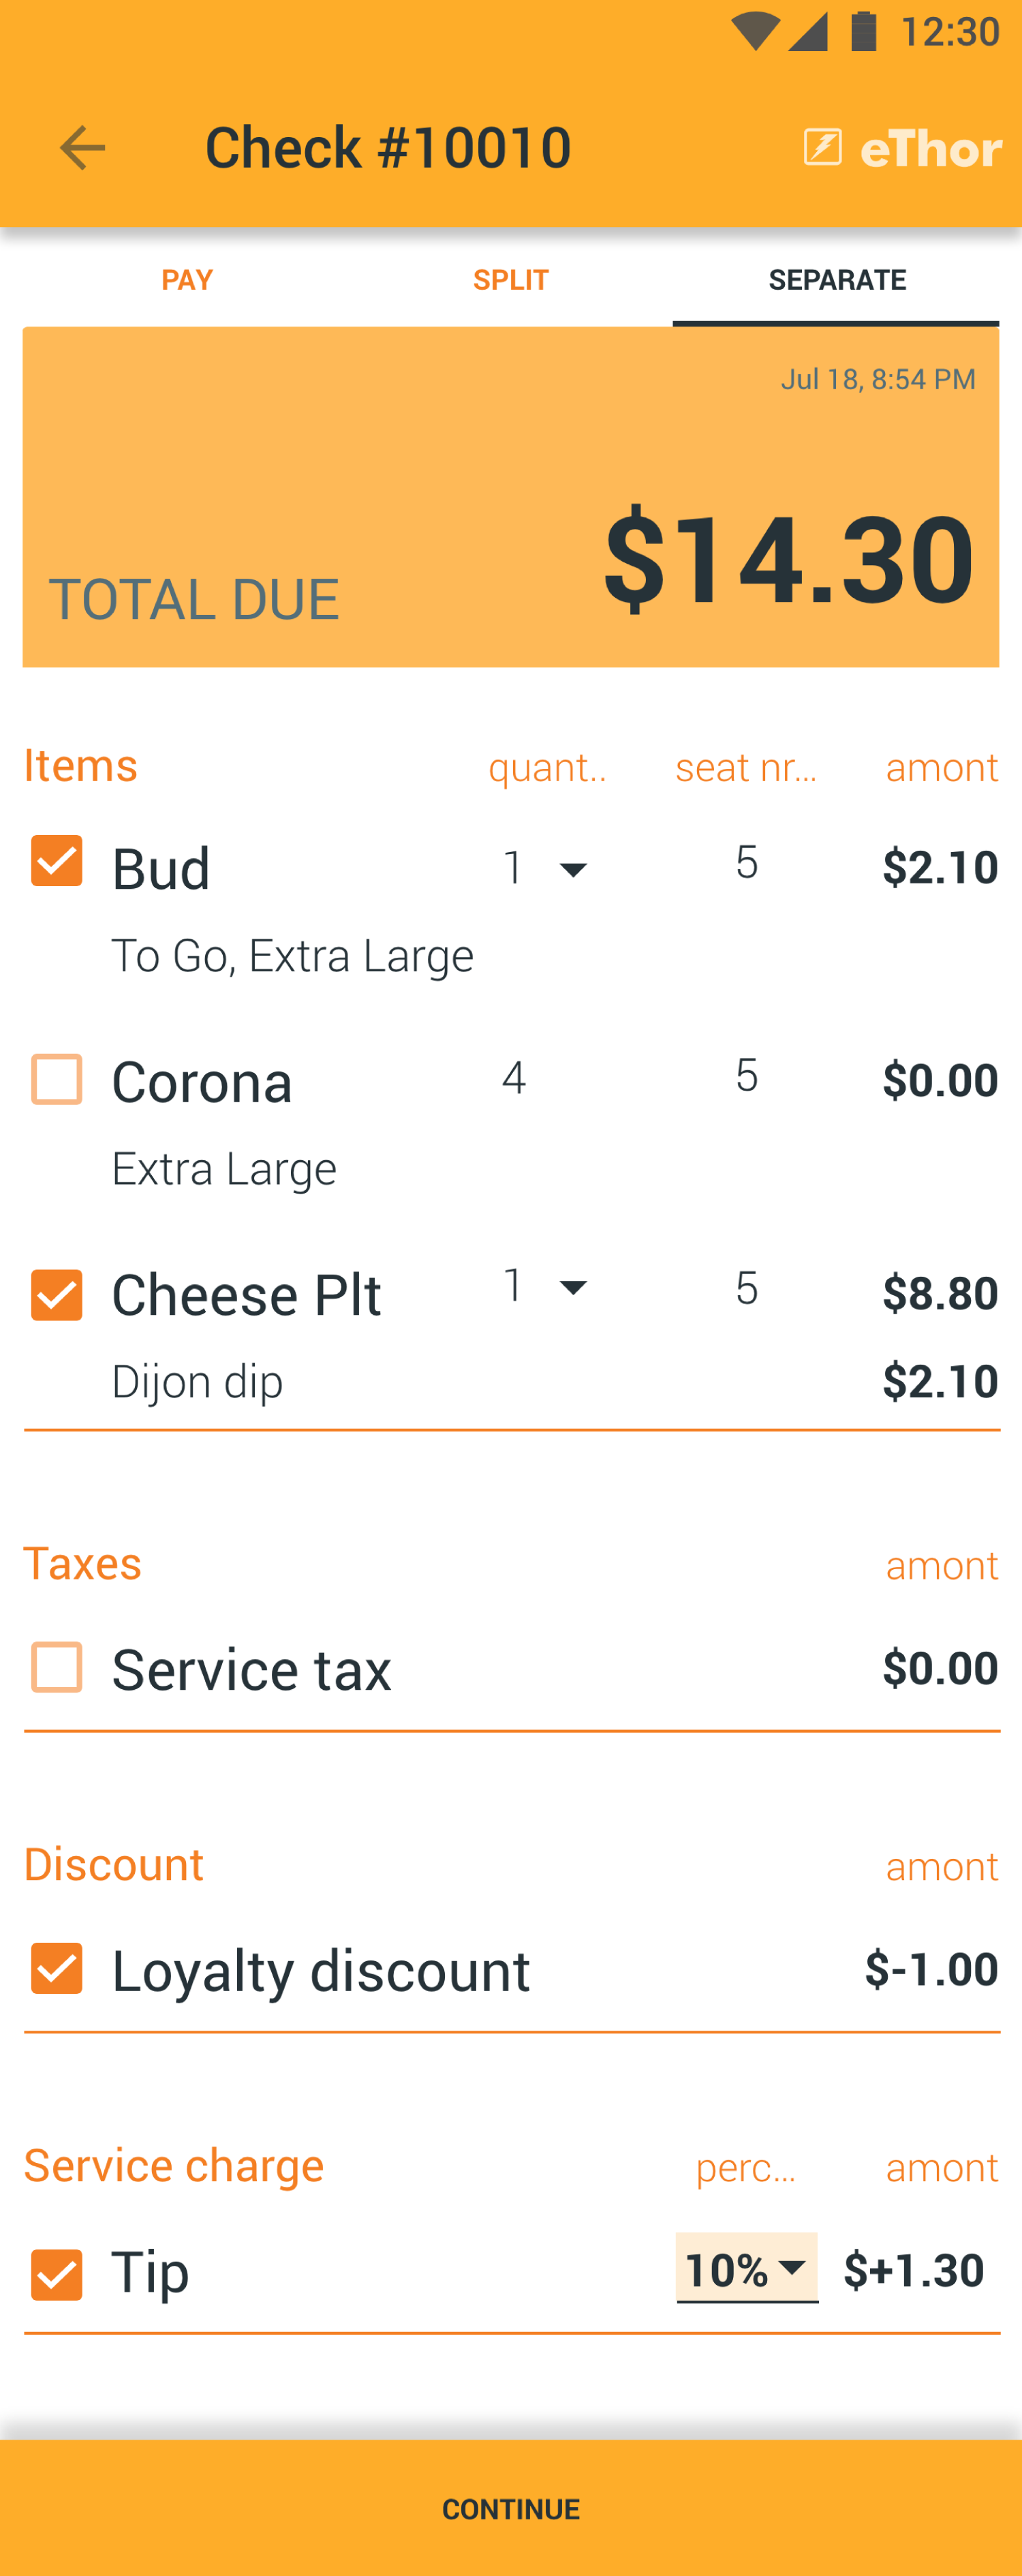 12:30
Check #10010 eThor
PAY SPLIT SEPARATE
Jul 18, 8:54 PM
TOTAL DUE $14.30
Items quant.. seat nr... amont
Bud 1 5 $2.10
To Go, Extra Large
Corona 4 5 $0.00
Extra Large
Cheese Plt 1 5 $8.80
Dijon dip $2.10
Taxes amont
Service tax $0.00
Discount amont
Loyalty discount $-1.00
Service charge perc... amont
Tip 10% $+1.30
CONTINUE